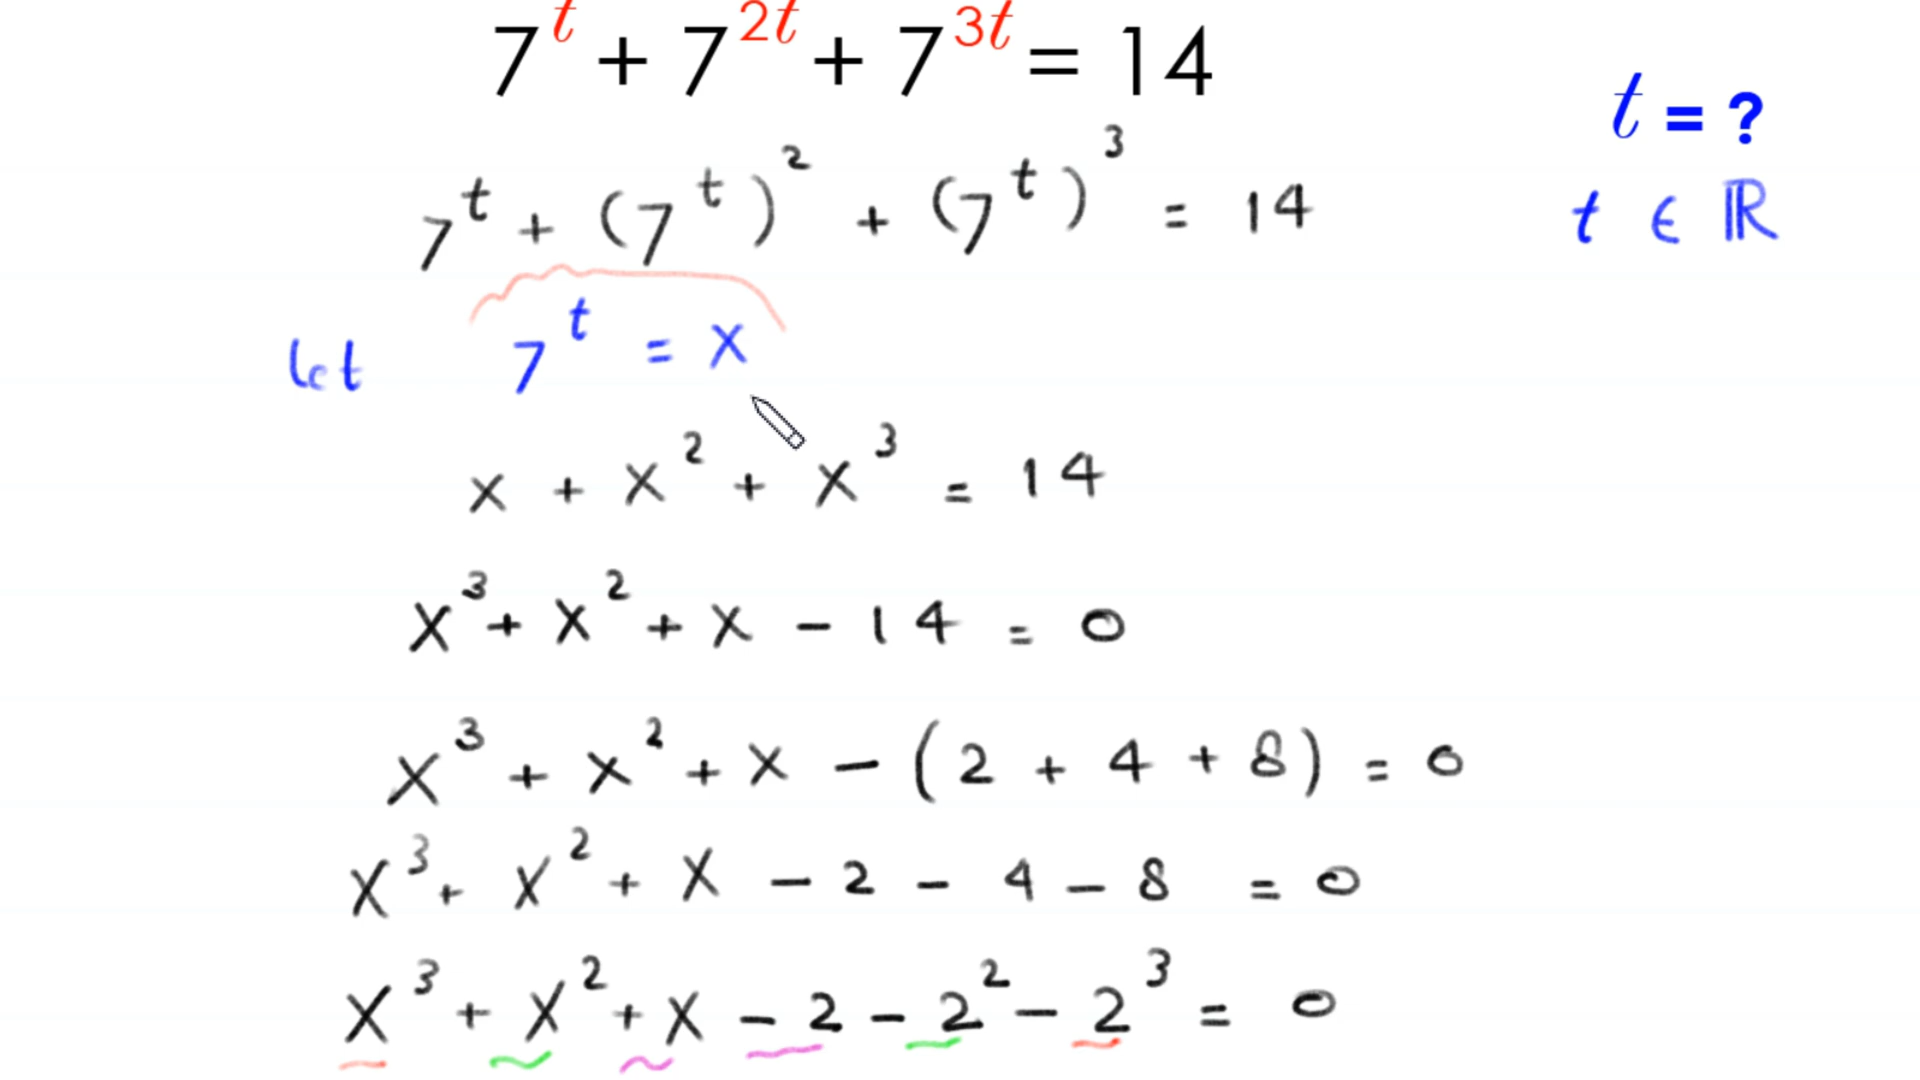 7^t + 7^{2t} + 7^{3t} = 14
t = ?
7^t + (7^t)^2 + (7^t)^3 = 14
t ∈ ℝ
let 7^t = x
x + x^2 + x^3 = 14
x^3 + x^2 + x - 14 = 0
x^3 + x^2 + x - (2 + 4 + 8) = 0
x^3 + x^2 + x - 2 - 4 - 8 = 0
x^3 + x^2 + x - 2 - 2^2 - 2^3 = 0